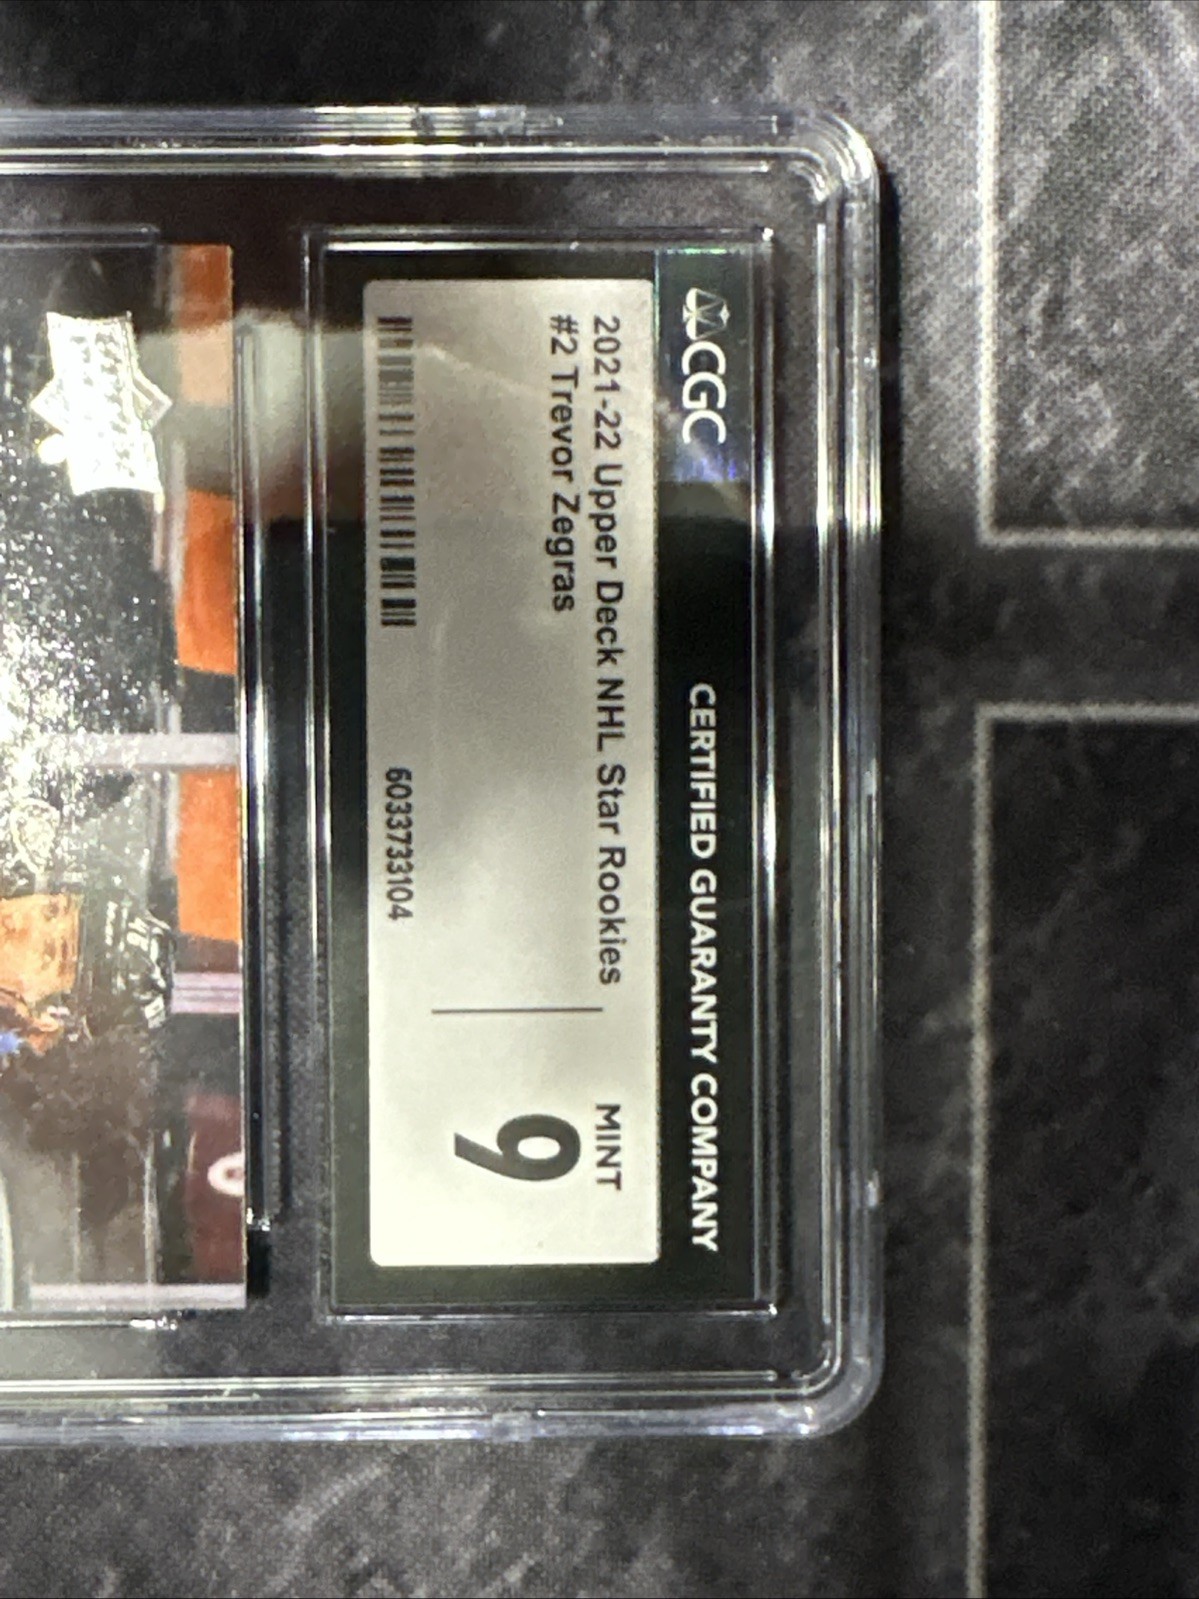 CGC CERTIFIED GUARANTY COMPANY
2021-22 Upper Deck NHL Star Rookies
#2 Trevor Zegras
MINT
9
6033733104